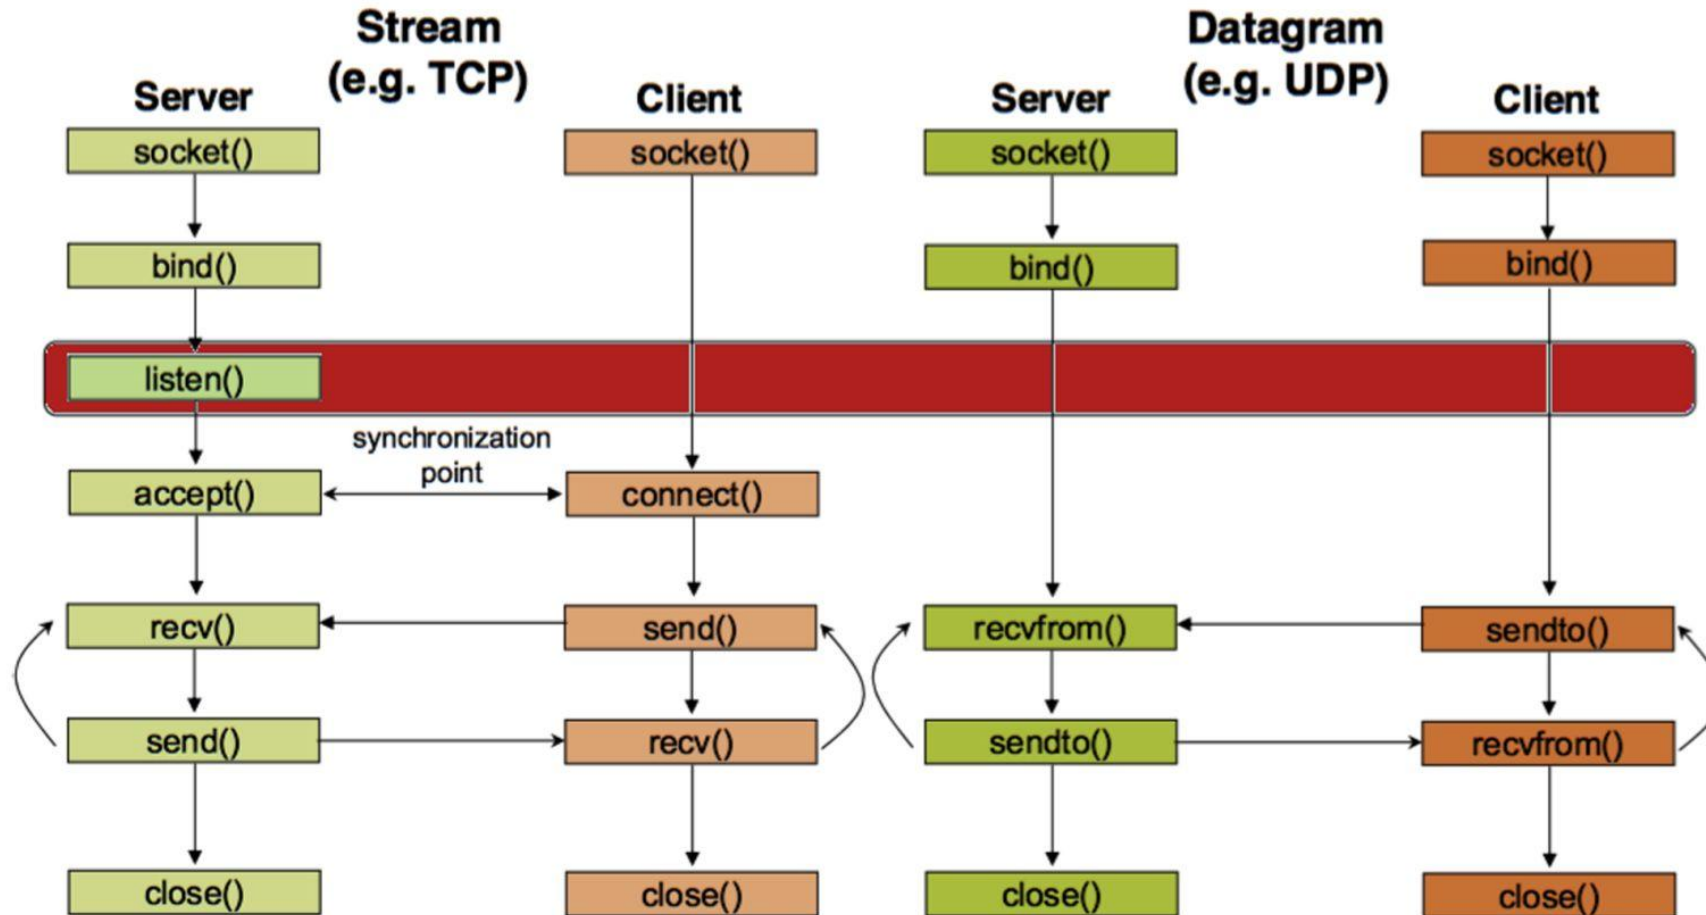 Stream
(e.g. TCP)
Datagram
(e.g. UDP)
Server
Client
Server
Client
socket()
socket()
socket()
socket()
bind()
bind()
bind()
listen()
synchronization
point
accept()
connect()
recv()
send()
recvfrom()
sendto()
send()
recv()
sendto()
recvfrom()
close()
close()
close()
close()